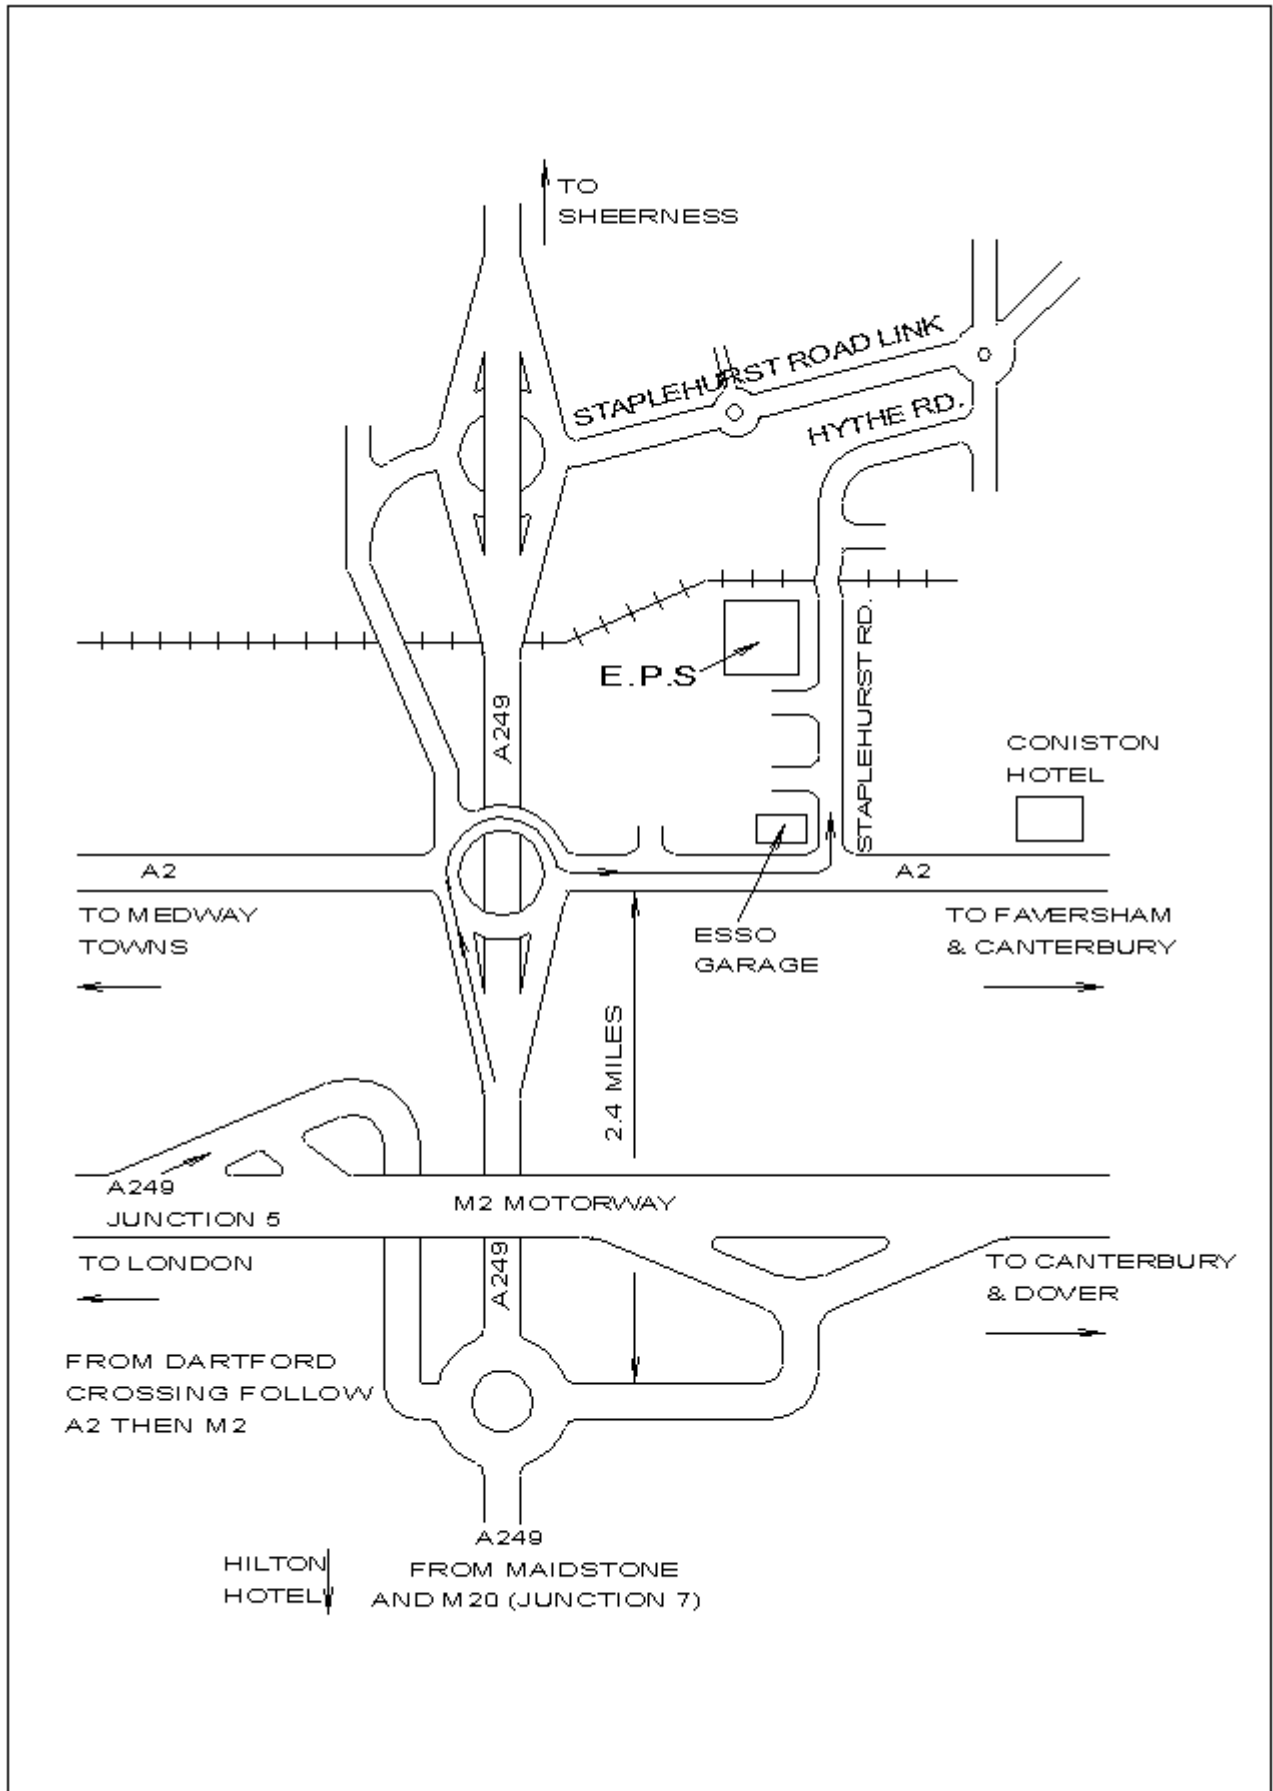 TO
SHEERNESS
STAPLEHURST ROAD LINK
HYTHE RD.
E.P.S
STAPLEHURST RD.
A249
CONISTON
HOTEL
A2
A2
TO MEDWAY
TOWNS
ESSO
GARAGE
TO FAVERSHAM
& CANTERBURY
2.4 MILES
A249
JUNCTION 5
M2 MOTORWAY
TO LONDON
A249
TO CANTERBURY
& DOVER
FROM DARTFORD
CROSSING FOLLOW
A2 THEN M2
A249
FROM MAIDSTONE
AND M20 (JUNCTION 7)
HILTON
HOTEL